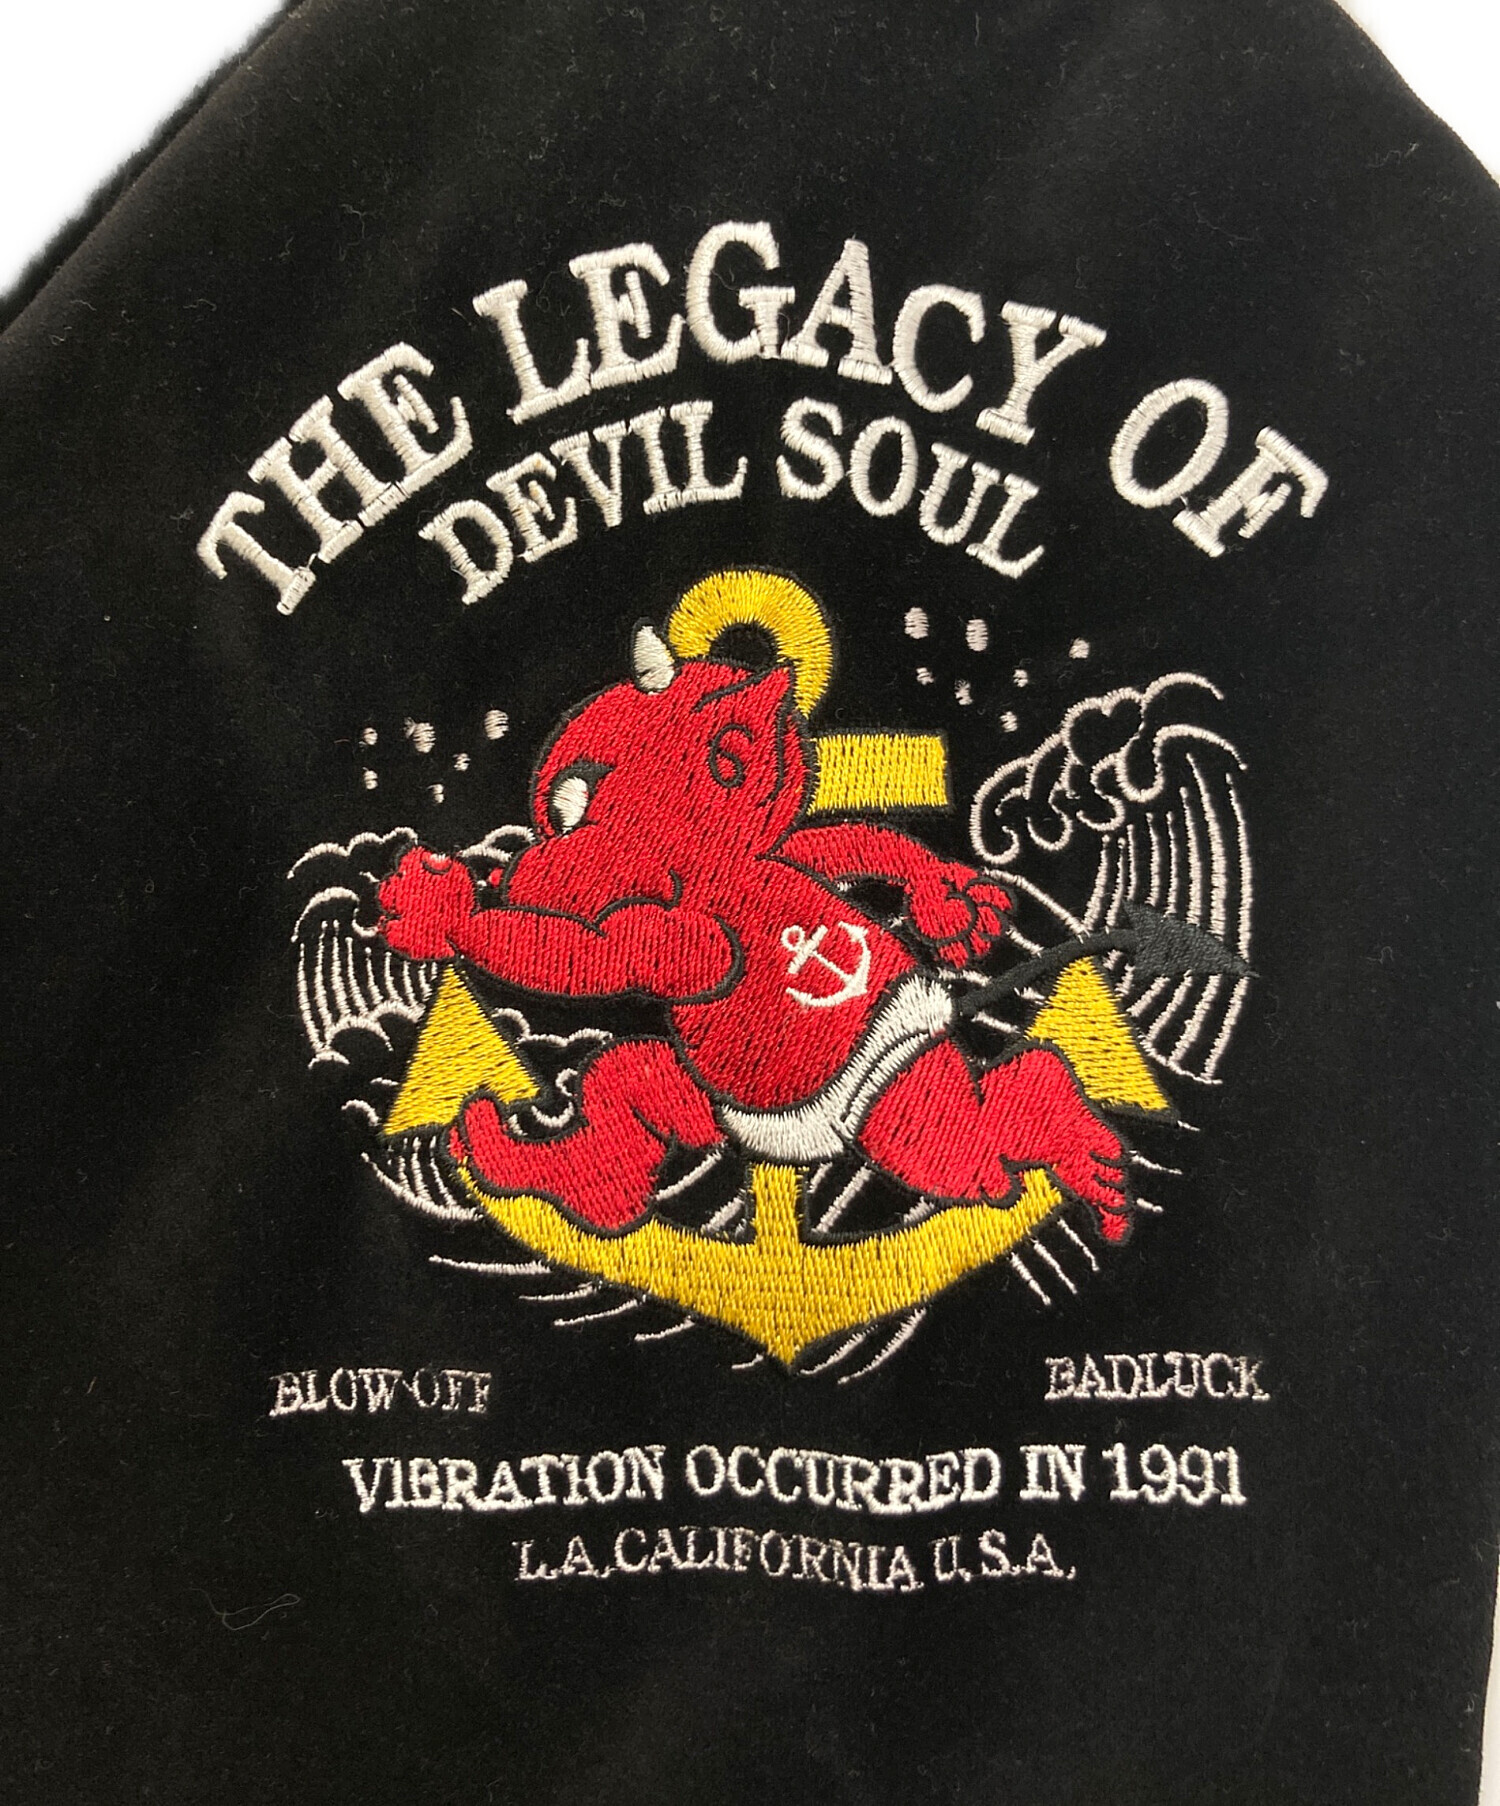 THE LEGACY OF
DEVIL SOUL
BLOW OFF BADLUCK
VIBRATION OCCURRED IN 1991
L.A. CALIFORNIA U.S.A.